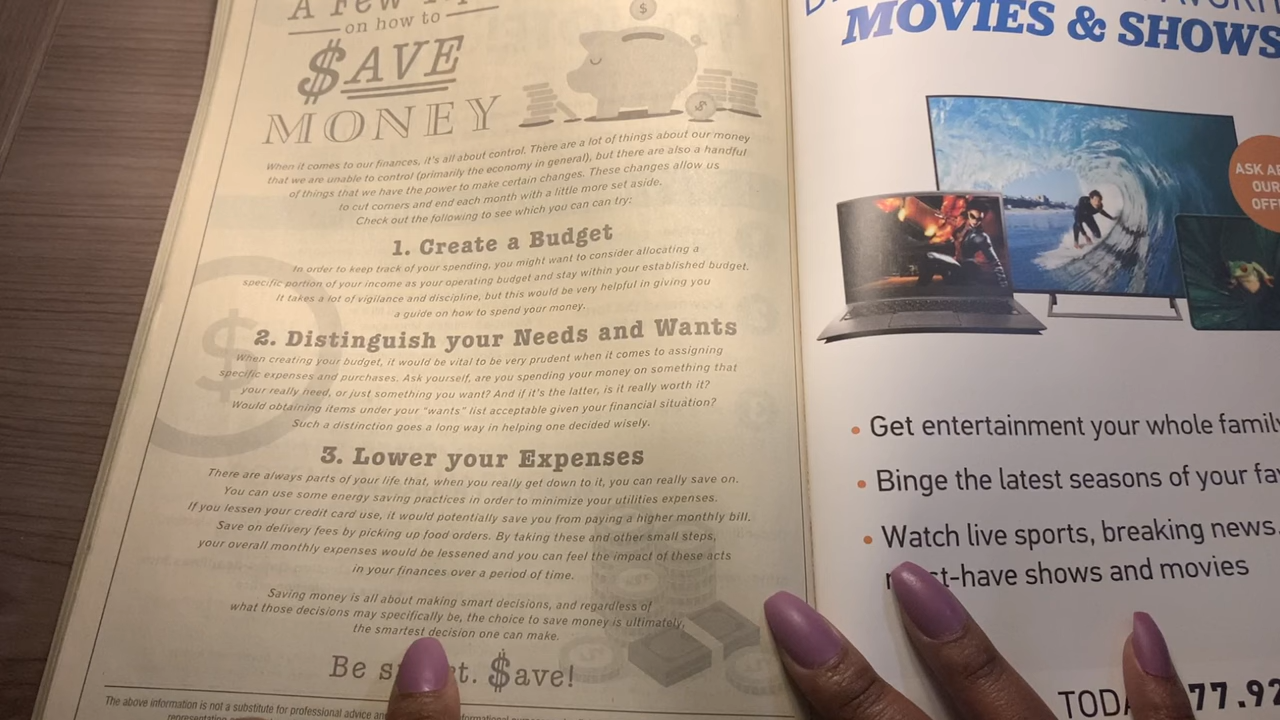 A Few
on how to
$AVE
MONEY
When it comes to our finances, it's all about control. There are a lot of things about our money
that we are unable to control (primarily the economy in general), but there are also a handful
of things that we have the power to make certain changes. These changes allow us
to cut corners and end each month with a little more set aside.
Check out the following to see which you can can try:
1. Create a Budget
In order to keep track of your spending, you might want to consider allocating a
specific portion of your income as your operating budget and stay within your established budget.
It takes a lot of vigilance and discipline, but this would be very helpful in giving you
a guide on how to spend your money.
2. Distinguish your Needs and Wants
When creating your budget, it would be vital to be very prudent when it comes to assigning
specific expenses and purchases. Ask yourself, are you spending your money on something that
your really need, or just something you want? And if it's the latter, is it really worth it?
Would obtaining items under your "wants" list acceptable given your financial situation?
Such a distinction goes a long way in helping one decided wisely.
3. Lower your Expenses
There are always parts of your life that, when you really get down to it, you can really save on.
You can use some energy saving practices in order to minimize your utilities expenses.
If you lessen your credit card use, it would potentially save you from paying a higher monthly bill.
Save on delivery fees by picking up food orders. By taking these and other small steps,
your overall monthly expenses would be lessened and you can feel the impact of these acts
in your finances over a period of time.
Saving money is all about making smart decisions, and regardless of
what those decisions may specifically be, the choice to save money is ultimately,
the smartest decision one can make.
Be st. $ave!
The above information is not a substitute for professional advice and
MOVIES & SHOWS
ASK
OUR
OFF
• Get entertainment your whole family
• Binge the latest seasons of your fa
• Watch live sports, breaking news,
st-have shows and movies
TOD 77.92